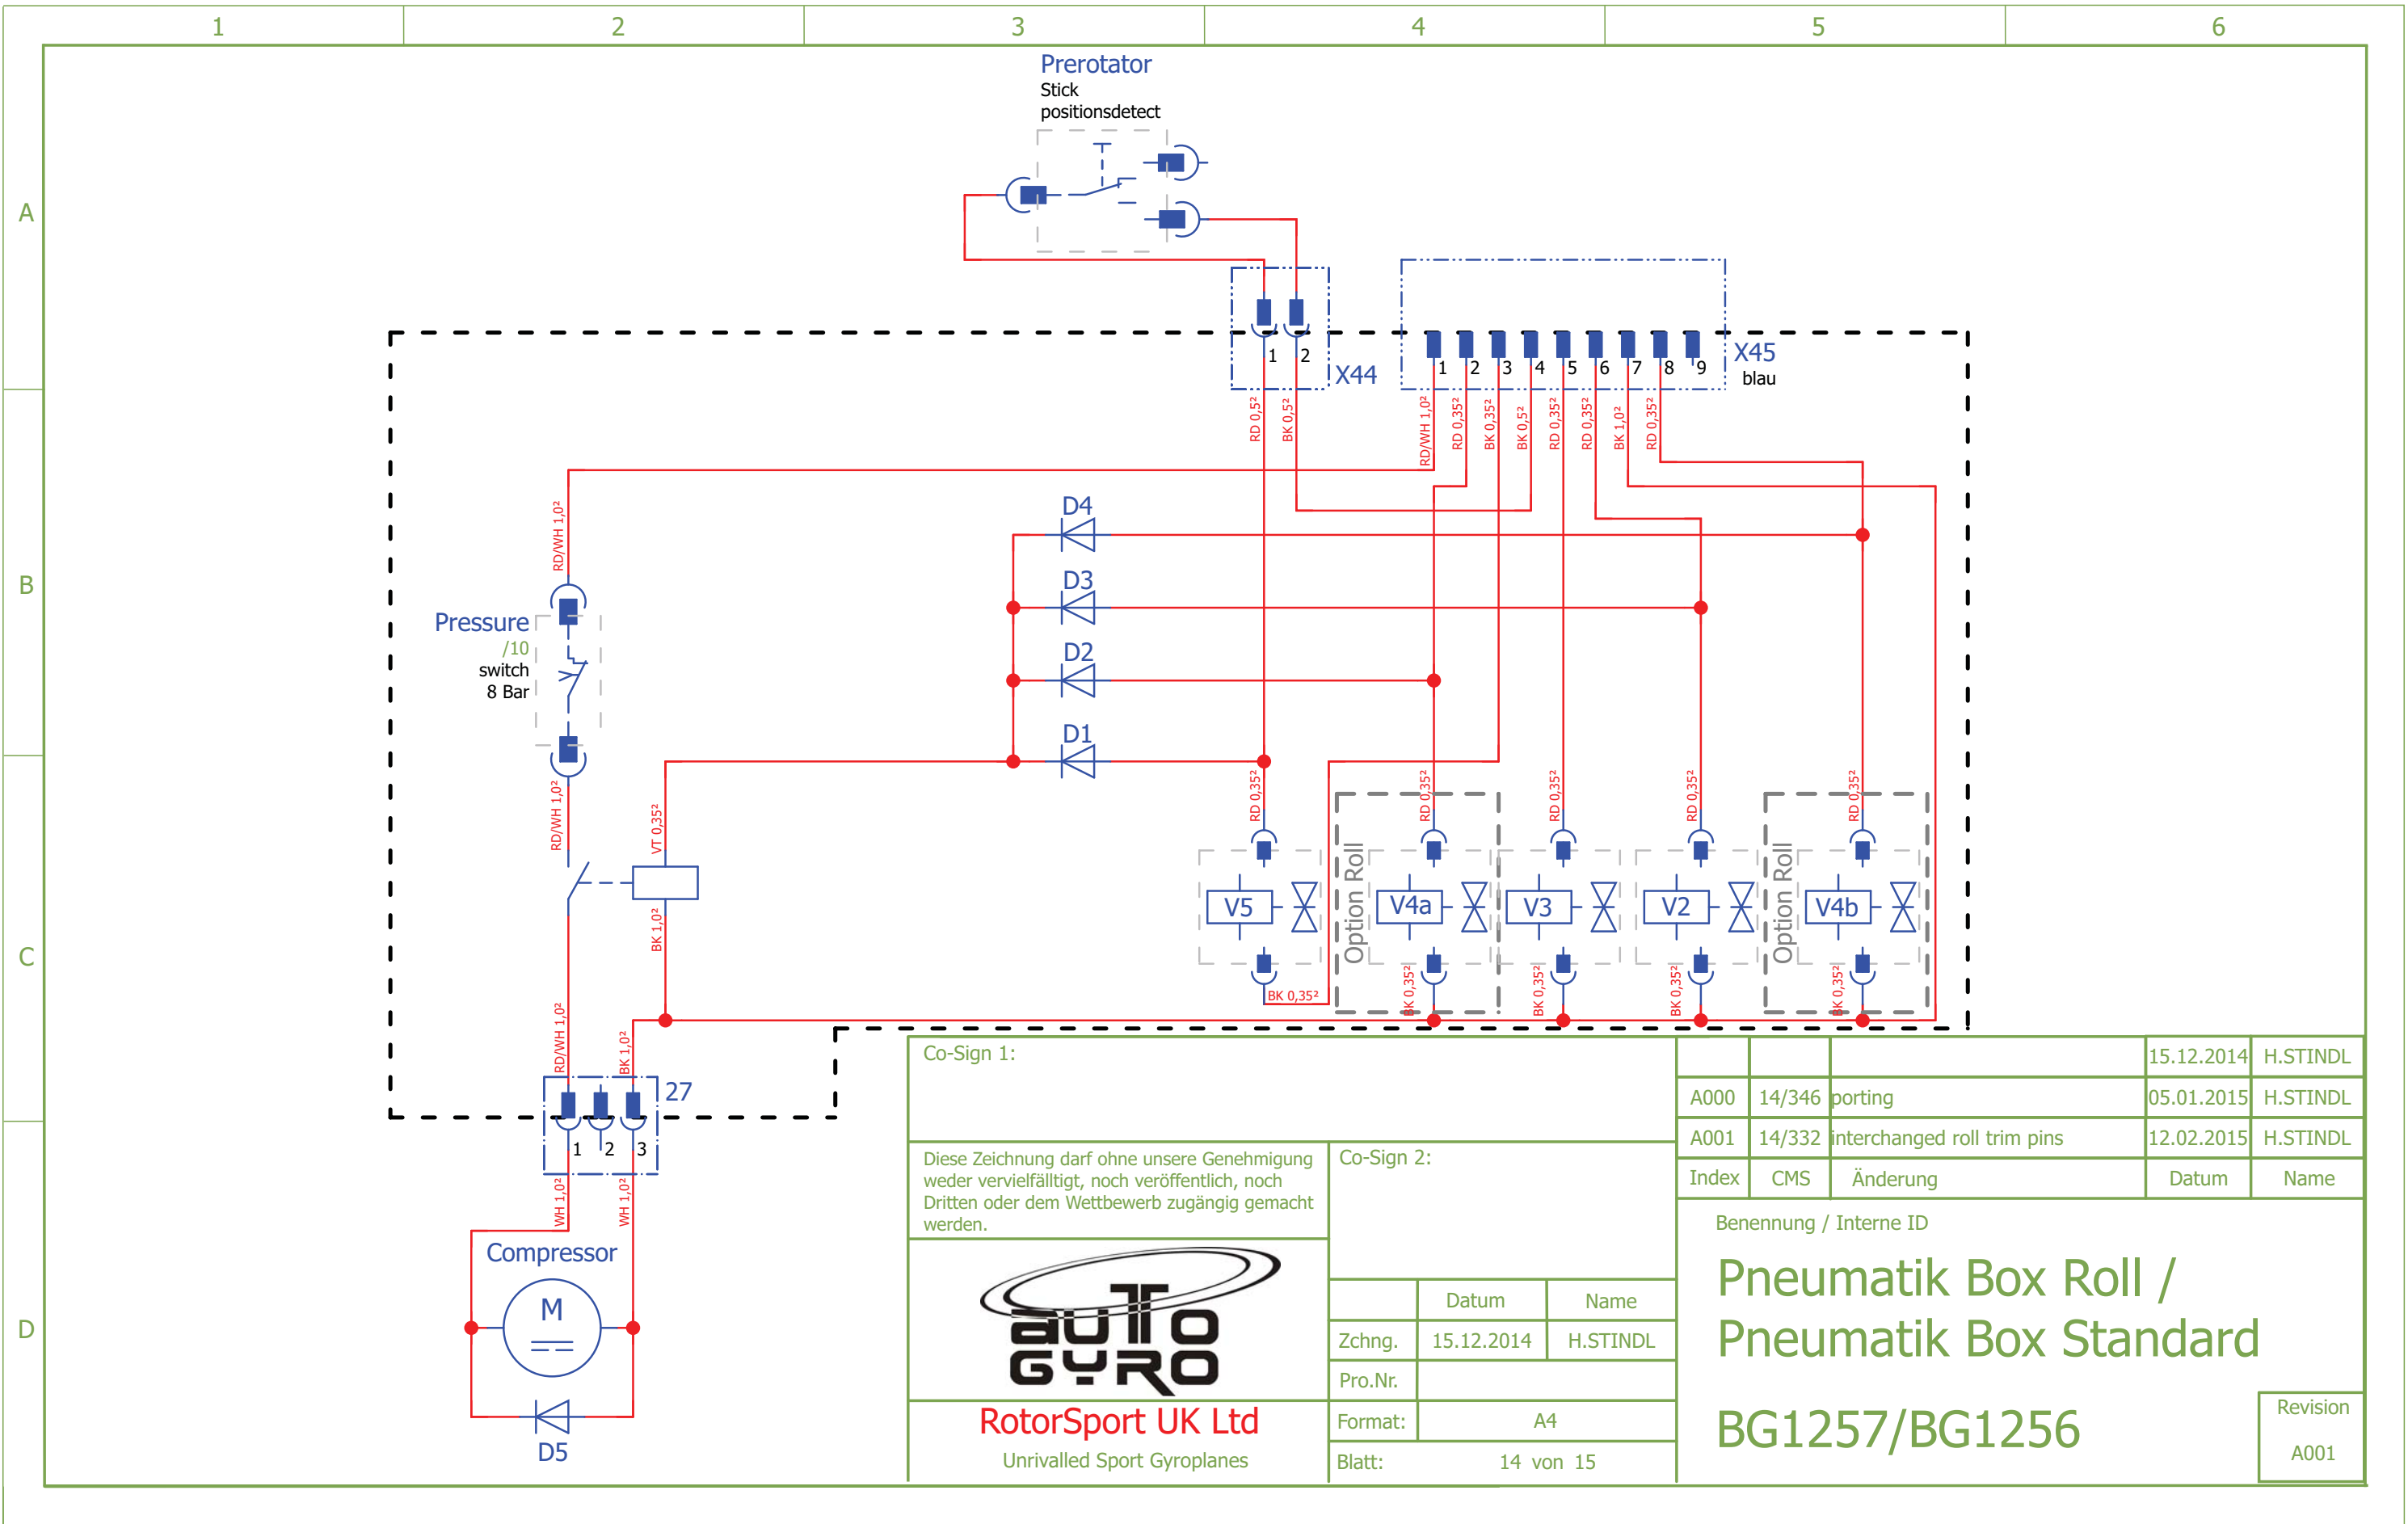 1 2 3 4 5 6
A
B
C
D
Prerotator
Stick
positionsdetect
1 2
X44
1 2 3 4 5 6 7 8 9
X45
blau
RD 0,5²
BK 0,5²
RD/WH 1,0²
RD 0,35²
BK 0,35²
BK 0,5²
RD 0,35²
RD 0,35²
BK 1,0²
RD 0,35²
RD/WH 1,0²
D4
D3
D2
D1
Pressure
/10
switch
8 Bar
RD/WH 1,0²
VT 0,35²
BK 1,0²
RD 0,35²
RD 0,35²
RD 0,35²
RD 0,35²
RD 0,35²
V5
Option Roll
V4a
V3
V2
Option Roll
V4b
BK 0,35²
BK 0,35²
BK 0,35²
BK 0,35²
BK 0,35²
RD/WH 1,0²
BK 1,0²
27
1 2 3
WH 1,0²
WH 1,0²
Compressor
M
D5
Co-Sign 1:
Diese Zeichnung darf ohne unsere Genehmigung
weder vervielfälltigt, noch veröffentlich, noch
Dritten oder dem Wettbewerb zugängig gemacht
werden.
Co-Sign 2:
AUTO
GYRO
RotorSport UK Ltd
Unrivalled Sport Gyroplanes
Datum Name
Zchng. 15.12.2014 H.STINDL
Pro.Nr.
Format: A4
Blatt: 14 von 15
15.12.2014 H.STINDL
A000 14/346 porting 05.01.2015 H.STINDL
A001 14/332 interchanged roll trim pins 12.02.2015 H.STINDL
Index CMS Änderung Datum Name
Benennung / Interne ID
Pneumatik Box Roll /
Pneumatik Box Standard
BG1257/BG1256
Revision
A001